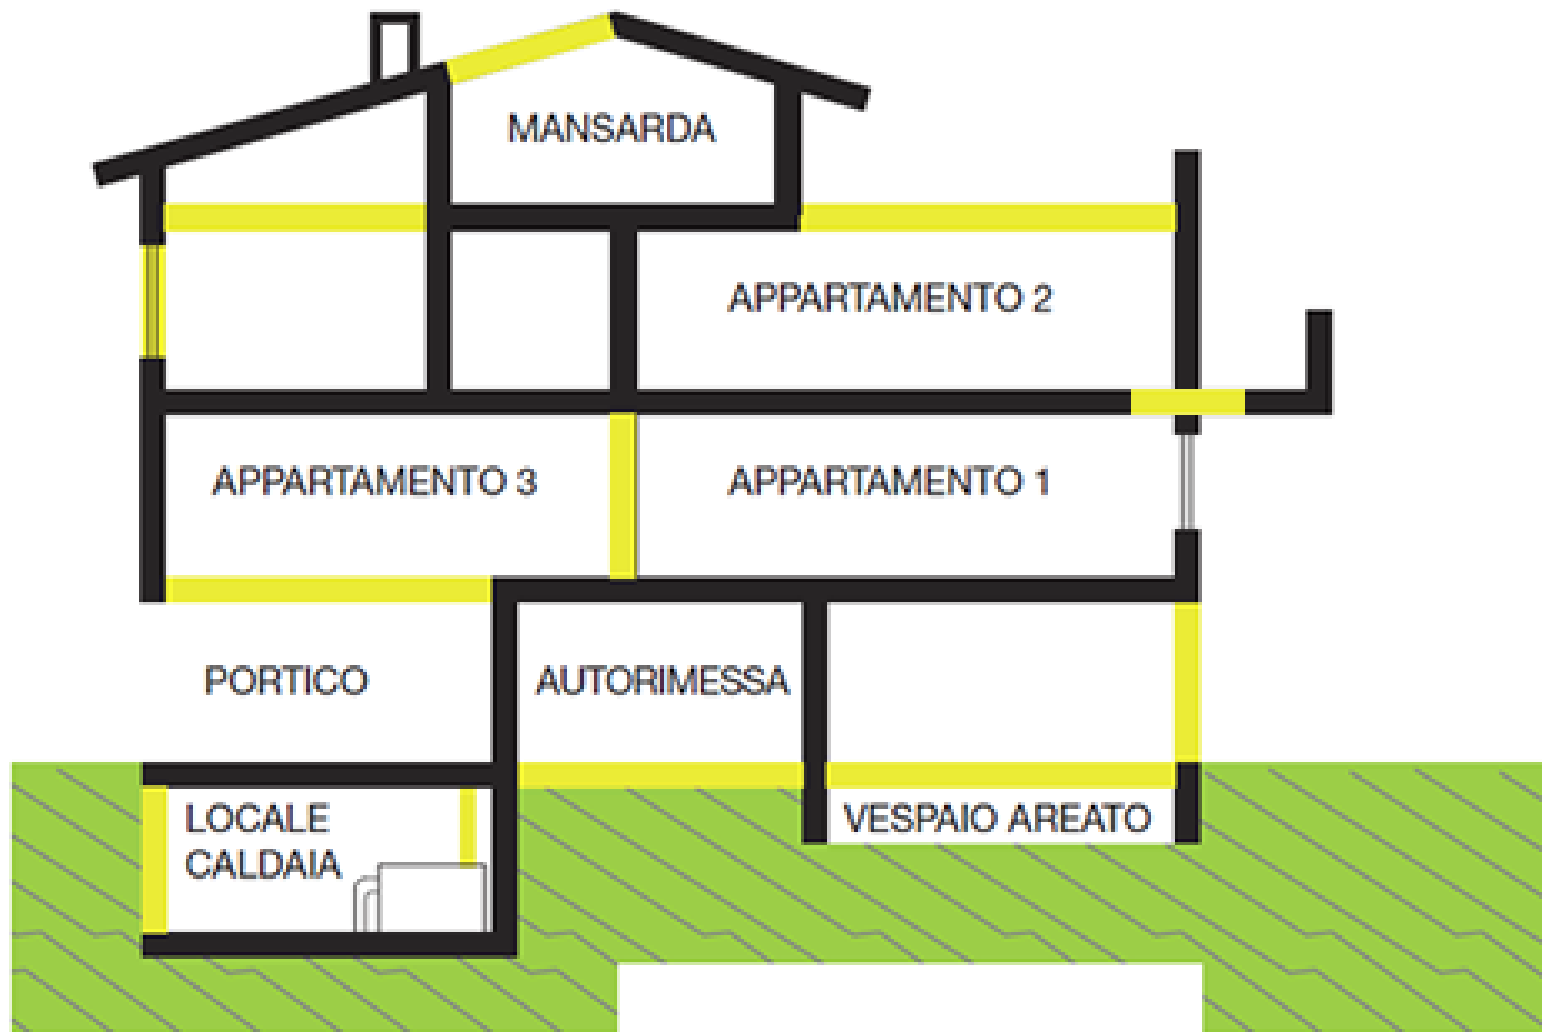 MANSARDA
APPARTAMENTO 2
APPARTAMENTO 3
APPARTAMENTO 1
PORTICO
AUTORIMESSA
LOCALE
CALDAIA
VESPAIO AREATO